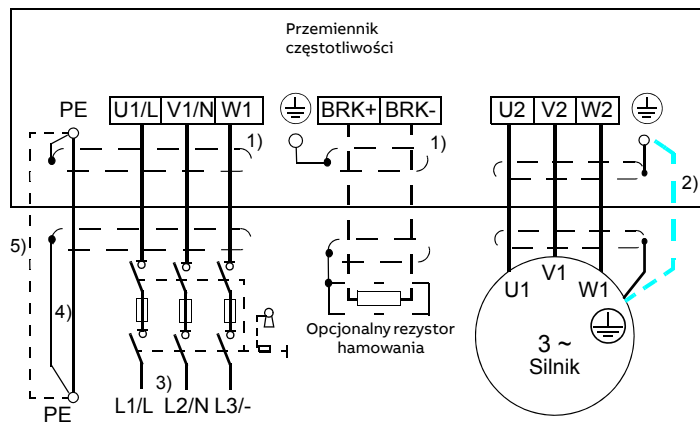 Przemiennik
częstotliwości
PE
U1/L V1/N W1
BRK+ BRK-
U2 V2 W2
1)
1)
2)
5)
4)
U1
V1
W1
Opcjonalny rezystor
hamowania
3 ~
Silnik
3)
PE
L1/L L2/N L3/-